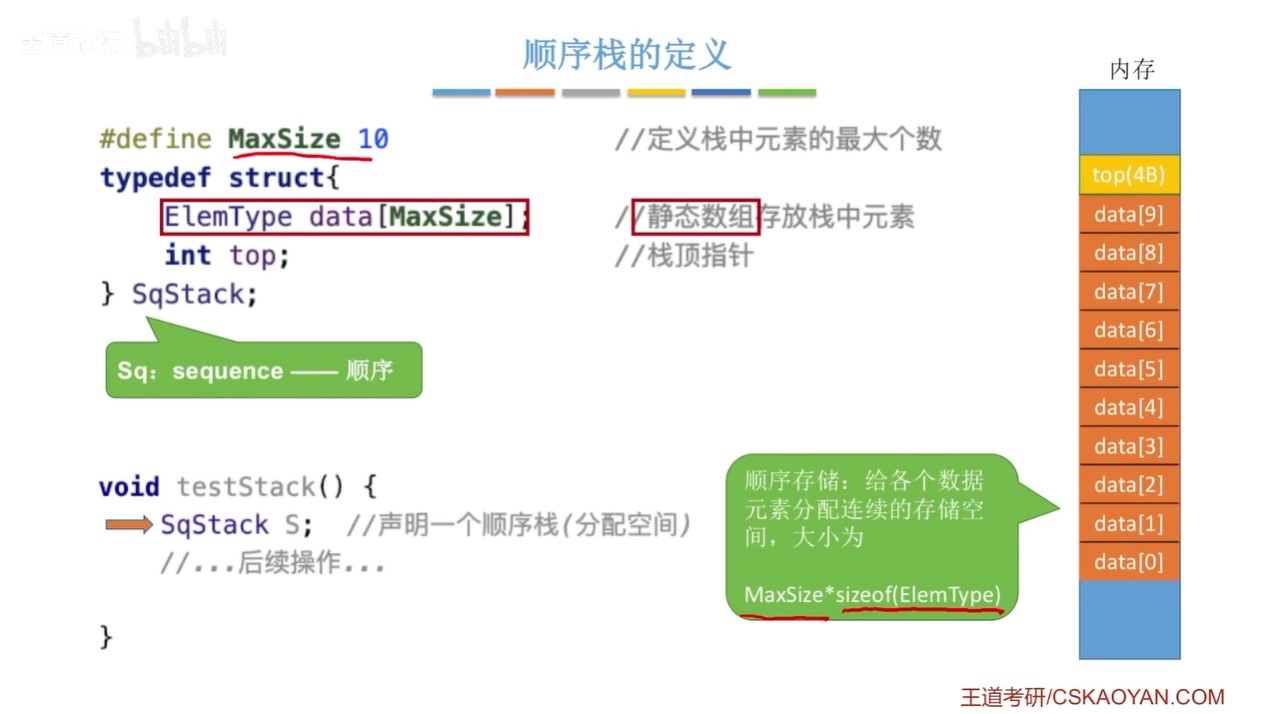 王道论坛 bilibili
顺序栈的定义
内存
#define MaxSize 10 //定义栈中元素的最大个数
typedef struct{
ElemType data[MaxSize]; //静态数组存放栈中元素
int top; //栈顶指针
} SqStack;
Sq：sequence —— 顺序
void testStack() {
SqStack S; //声明一个顺序栈(分配空间)
//...后续操作...
}
顺序存储：给各个数据
元素分配连续的存储空
间，大小为
MaxSize*sizeof(ElemType)
top(4B)
data[9]
data[8]
data[7]
data[6]
data[5]
data[4]
data[3]
data[2]
data[1]
data[0]
王道考研/CSKAOYAN.COM